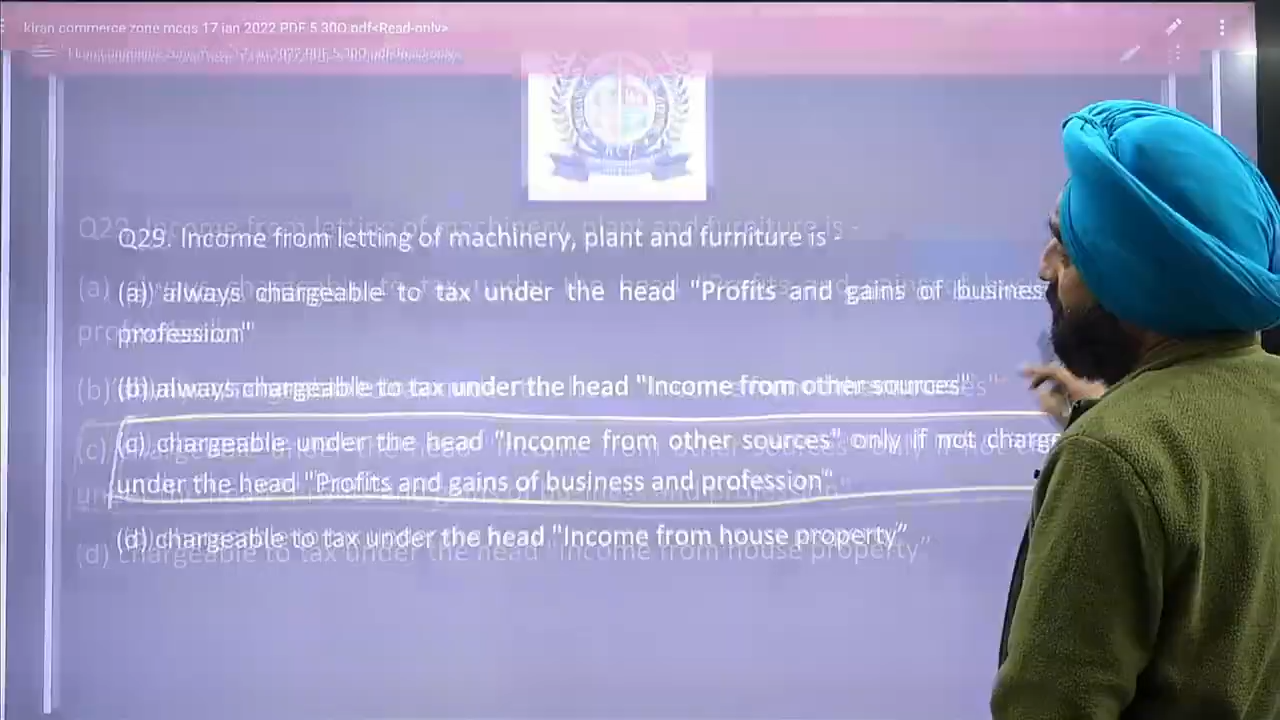 kiran commerce zone mcqs 17 jan 2022 PDF 5.30O.pdf<Read-only>
Q29. Income from letting of machinery, plant and furniture is -
(a) always chargeable to tax under the head "Profits and gains of business
profession"
(b) always chargeable to tax under the head "Income from other sources"
(c) chargeable under the head "Income from other sources" only if not charge
under the head "Profits and gains of business and profession"
(d) chargeable to tax under the head "Income from house property"